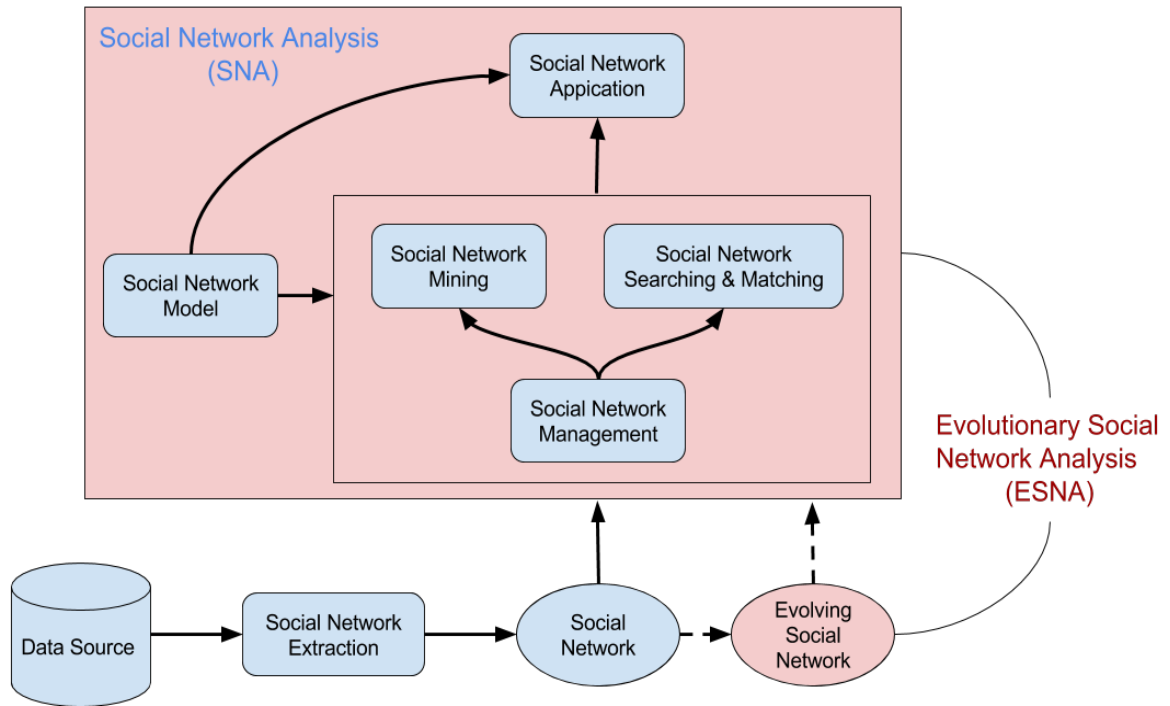 Social Network Analysis
(SNA)
Social Network
Appication
Social Network
Mining
Social Network
Searching & Matching
Social Network
Model
Social Network
Management
Evolutionary Social
Network Analysis
(ESNA)
Data Source
Social Network
Extraction
Social
Network
Evolving
Social
Network